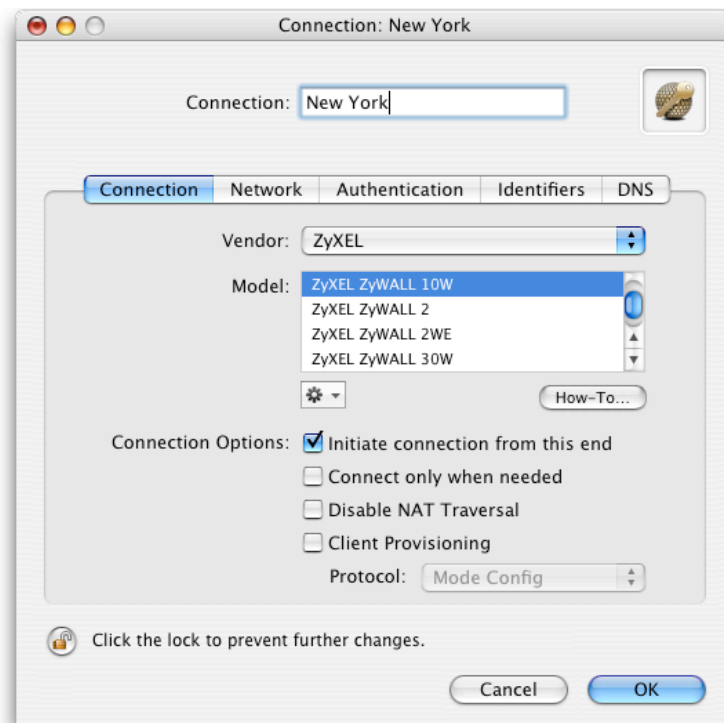 Connection: New York
Connection: New York
Connection Network Authentication Identifiers DNS
Vendor: ZyXEL
Model: ZyXEL ZyWALL 10W
ZyXEL ZyWALL 2
ZyXEL ZyWALL 2WE
ZyXEL ZyWALL 30W
How-To...
Connection Options: Initiate connection from this end
Connect only when needed
Disable NAT Traversal
Client Provisioning
Protocol: Mode Config
Click the lock to prevent further changes.
Cancel OK